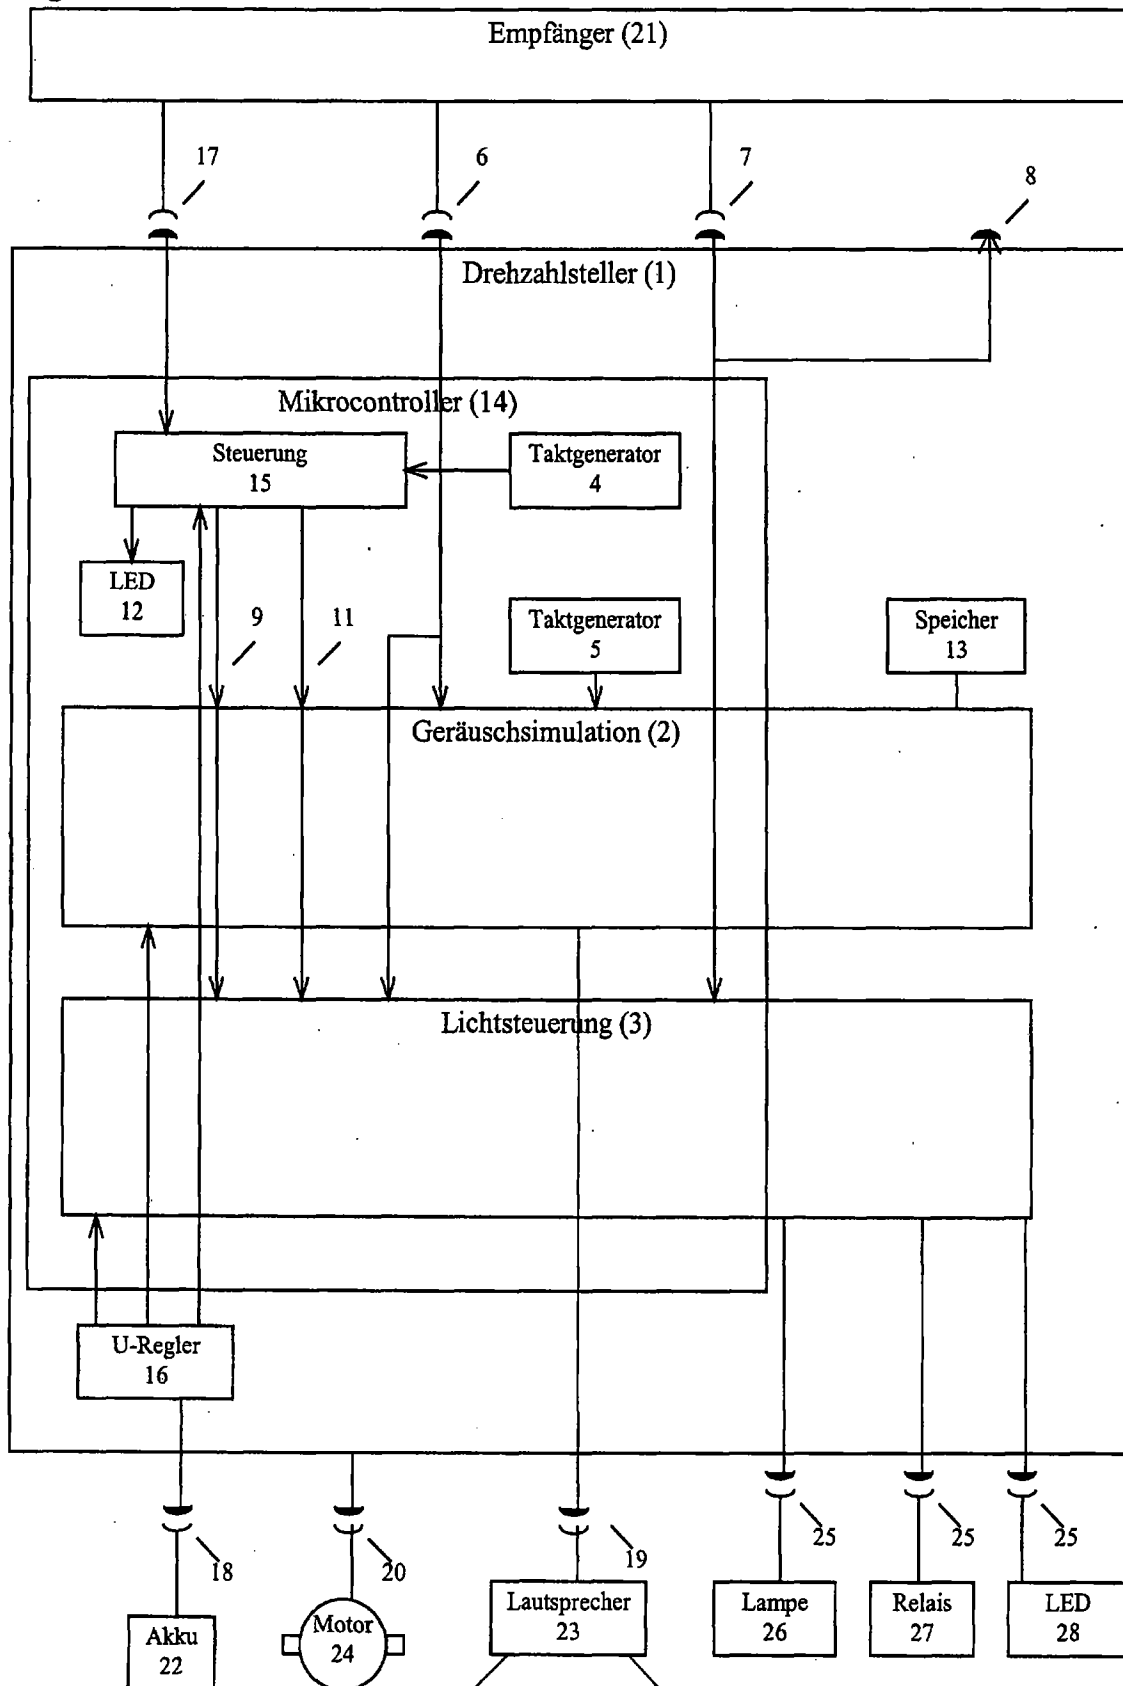 Empfänger (21)
17
6
7
8
Drehzahlsteller (1)
Mikrocontroller (14)
Steuerung
15
Taktgenerator
4
LED
12
9
11
Taktgenerator
5
Speicher
13
Geräuschsimulation (2)
Lichtsteuerung (3)
U-Regler
16
18
20
19
25
25
25
Akku
22
Motor
24
Lautsprecher
23
Lampe
26
Relais
27
LED
28